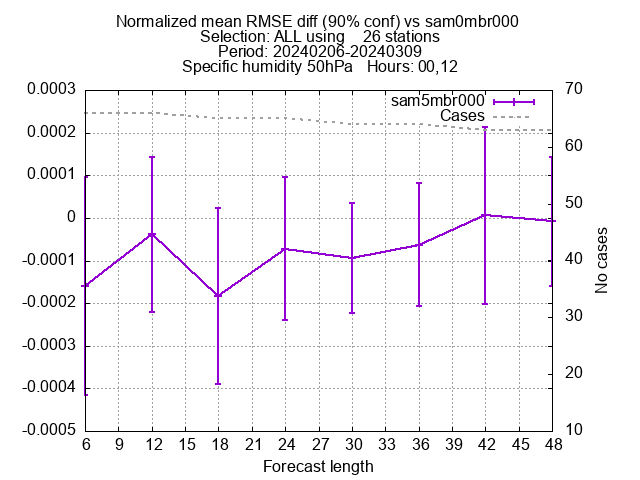 Normalized mean RMSE diff (90% conf) vs sam0mbr000
Selection: ALL using 26 stations
Period: 20240206-20240309
Specific humidity 50hPa Hours: 00,12
sam5mbr000
Cases
0.0003
0.0002
0.0001
0
-0.0001
-0.0002
-0.0003
-0.0004
-0.0005
70
60
50
40
30
20
10
No cases
6 9 12 15 18 21 24 27 30 33 36 39 42 45 48
Forecast length